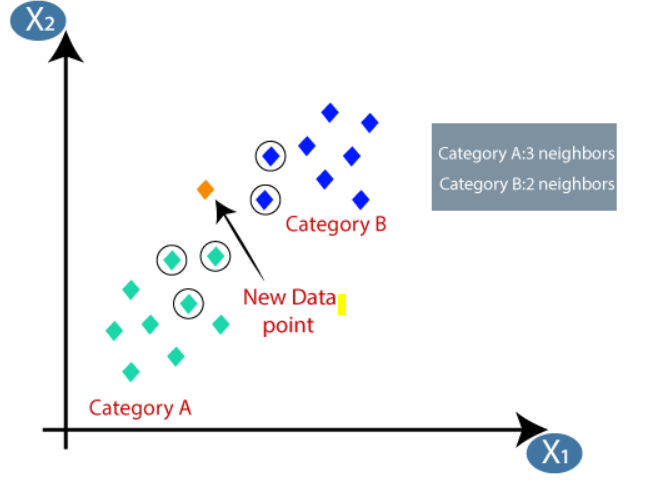 X2
Category A:3 neighbors
Category B:2 neighbors
Category B
New Data
point
Category A
X1